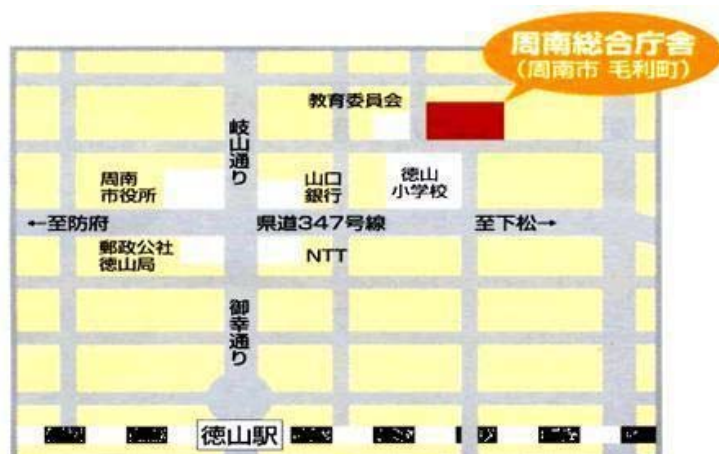 周南総合庁舎
(周南市 毛利町)
教育委員会
岐山通り
周南
市役所
山口
銀行
徳山
小学校
←至防府
県道347号線
至下松→
郵政公社
徳山局
NTT
御幸通り
徳山駅